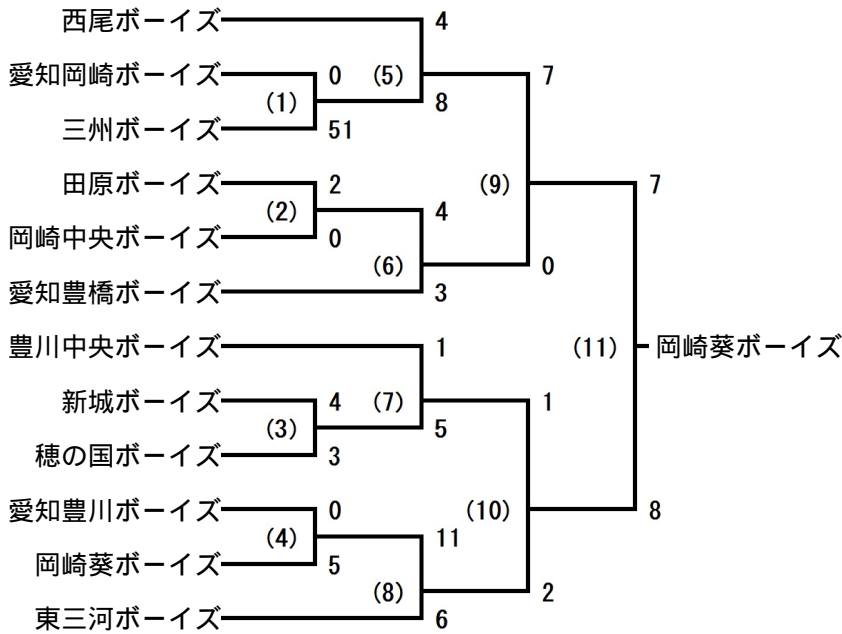 西尾ボーイズ 4
愛知岡崎ボーイズ 0 (5) 7
(1) 8
三州ボーイズ 51
田原ボーイズ 2 (9) 7
(2) 4
岡崎中央ボーイズ 0
(6) 0
愛知豊橋ボーイズ 3
豊川中央ボーイズ 1 (11) 岡崎葵ボーイズ
新城ボーイズ 4 (7) 1
(3) 5
穂の国ボーイズ 3
愛知豊川ボーイズ 0 (10) 8
(4) 11
岡崎葵ボーイズ 5
(8) 2
東三河ボーイズ 6